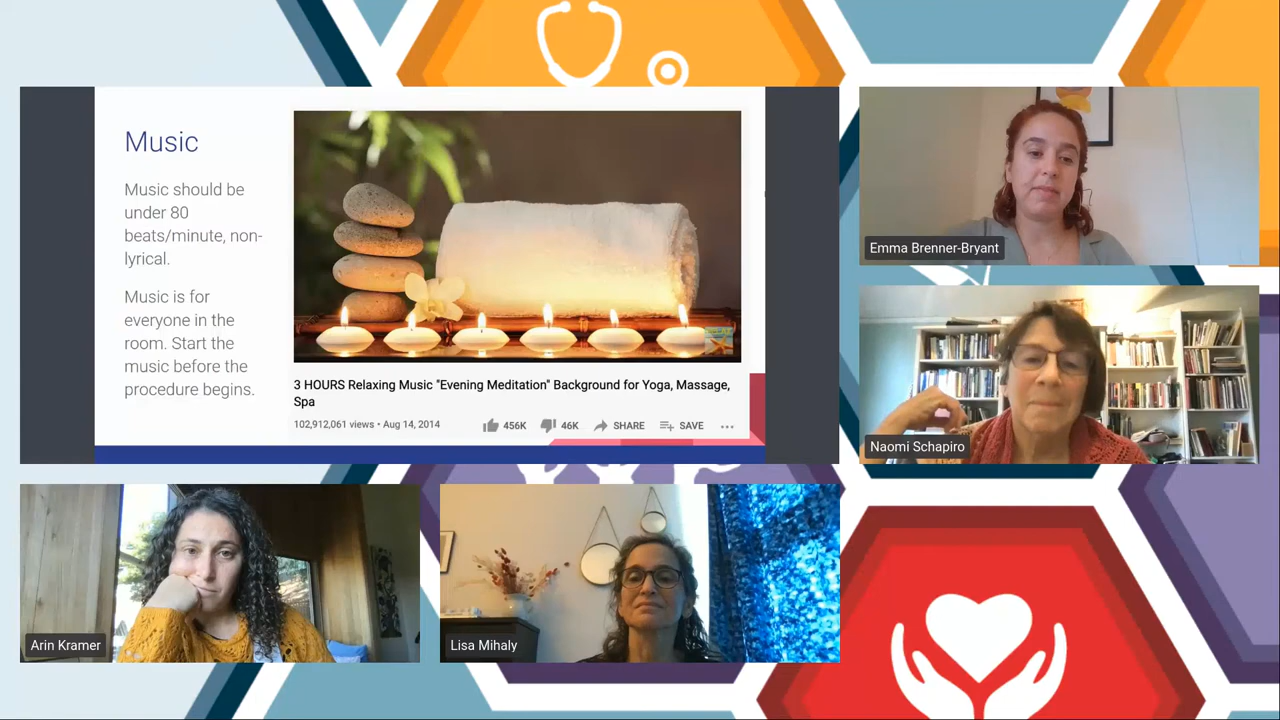 Music
Music should be
under 80
beats/minute, non-
lyrical.
Music is for
everyone in the
room. Start the
music before the
procedure begins.
3 HOURS Relaxing Music "Evening Meditation" Background for Yoga, Massage,
Spa
102,912,061 views • Aug 14, 2014
456K
46K
SHARE
SAVE
Emma Brenner-Bryant
Naomi Schapiro
Arin Kramer
Lisa Mihaly